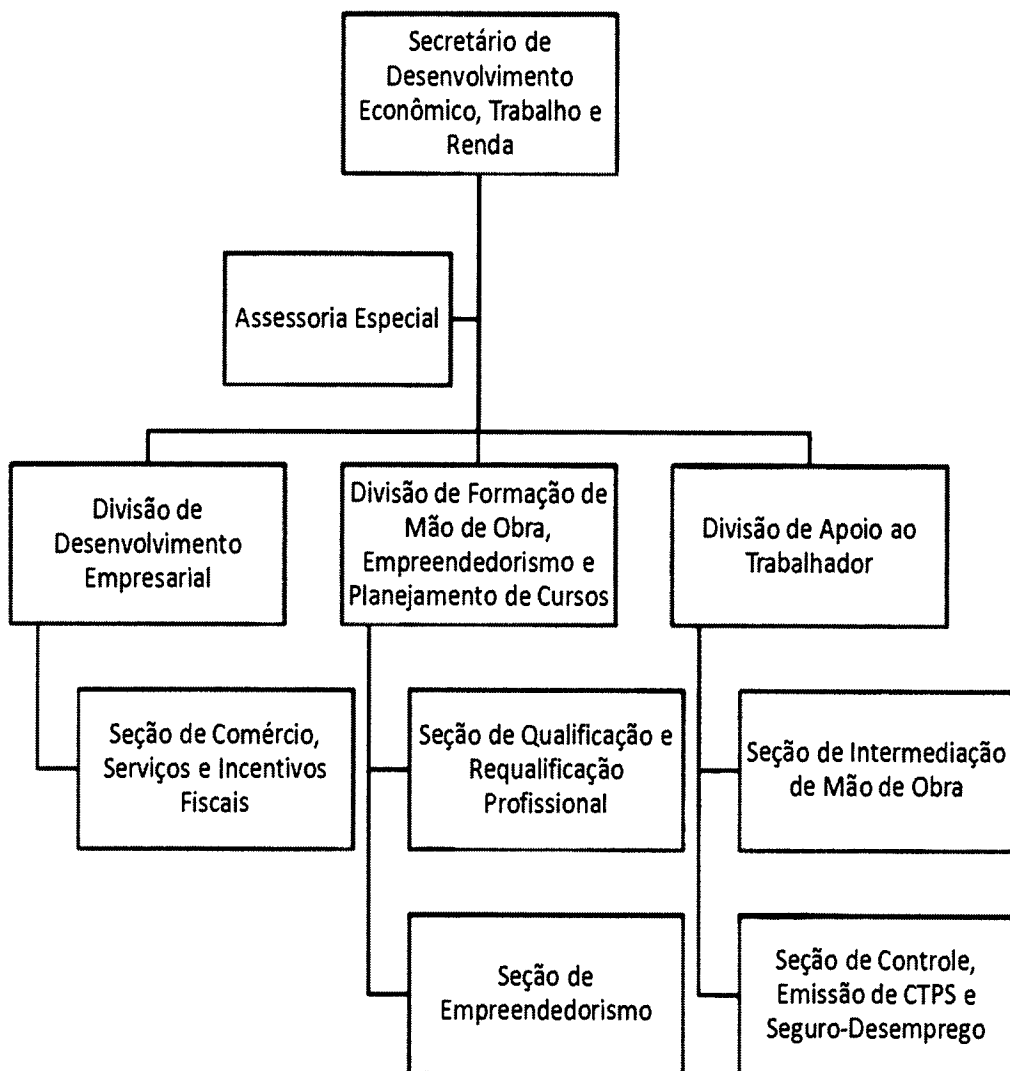 Secretário de
Desenvolvimento
Econômico, Trabalho e
Renda
Assessoria Especial
Divisão de
Desenvolvimento
Empresarial
Divisão de Formação de
Mão de Obra,
Empreendedorismo e
Planejamento de Cursos
Divisão de Apoio ao
Trabalhador
Seção de Comércio,
Serviços e Incentivos
Fiscais
Seção de Qualificação e
Requalificação
Profissional
Seção de Intermediação
de Mão de Obra
Seção de
Empreendedorismo
Seção de Controle,
Emissão de CTPS e
Seguro-Desemprego